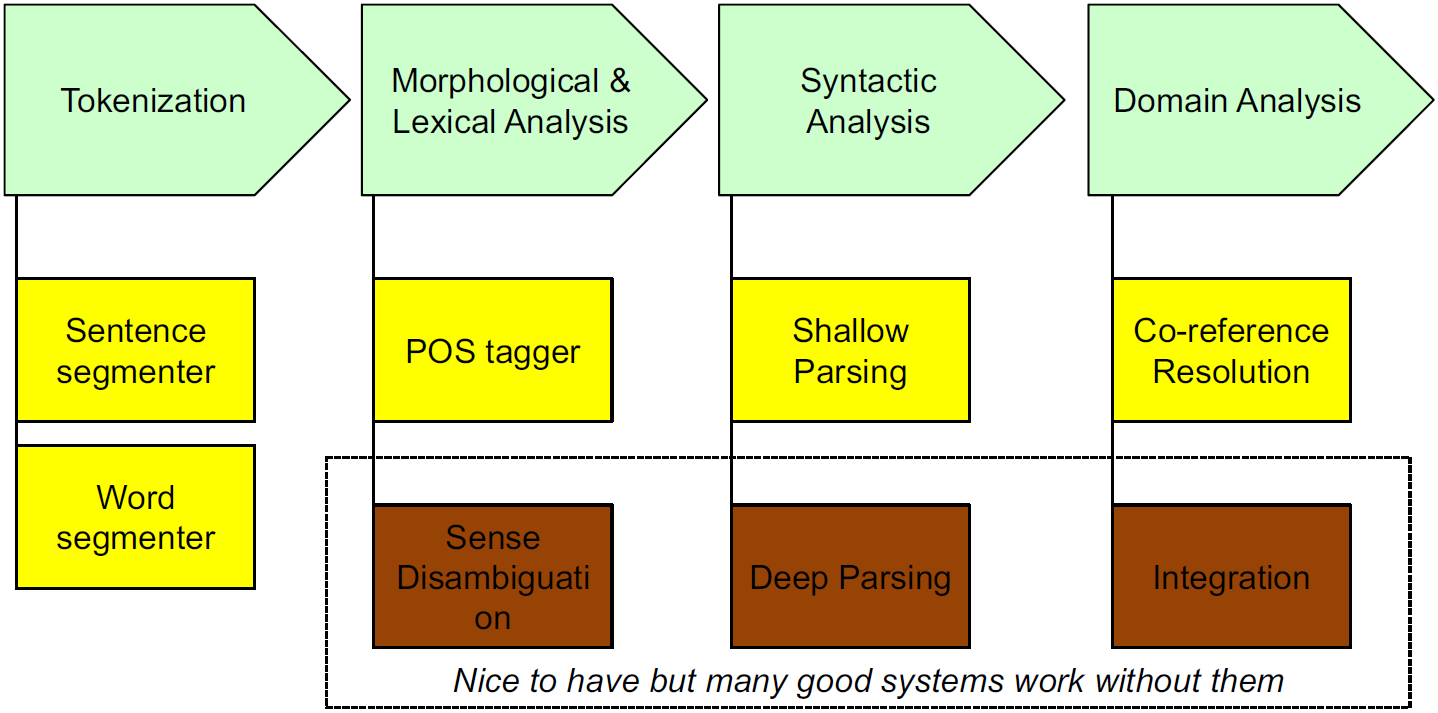 Tokenization
Morphological &
Lexical Analysis
Syntactic
Analysis
Domain Analysis
Sentence
segmenter
POS tagger
Shallow
Parsing
Co-reference
Resolution
Word
segmenter
Sense
Disambiguati
on
Deep Parsing
Integration
Nice to have but many good systems work without them